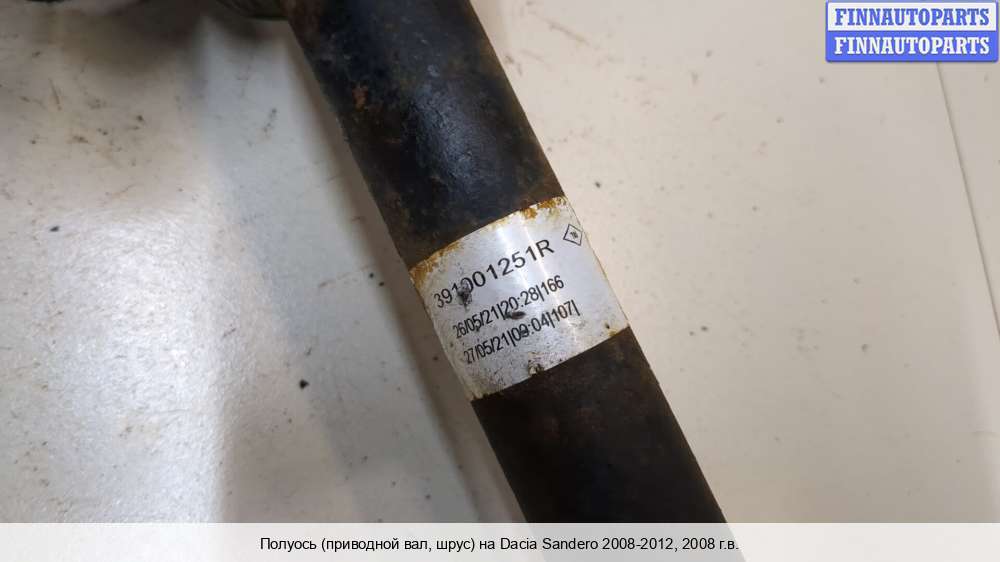 FINNAUTOPARTS
FINNAUTOPARTS
391001251R
26/05/21|20:28|166
27/05/21|09:04|107|
Полуось (приводной вал, шрус) на Dacia Sandero 2008-2012, 2008 г.в.